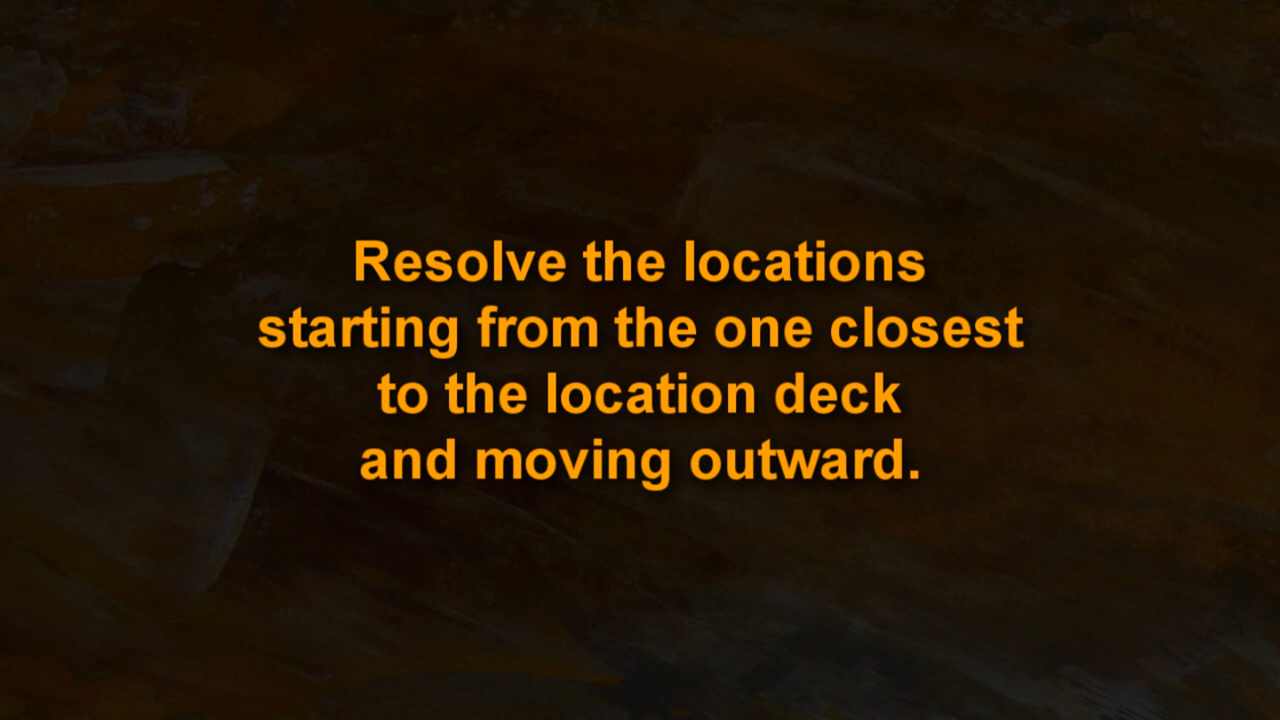 Resolve the locations
starting from the one closest
to the location deck
and moving outward.